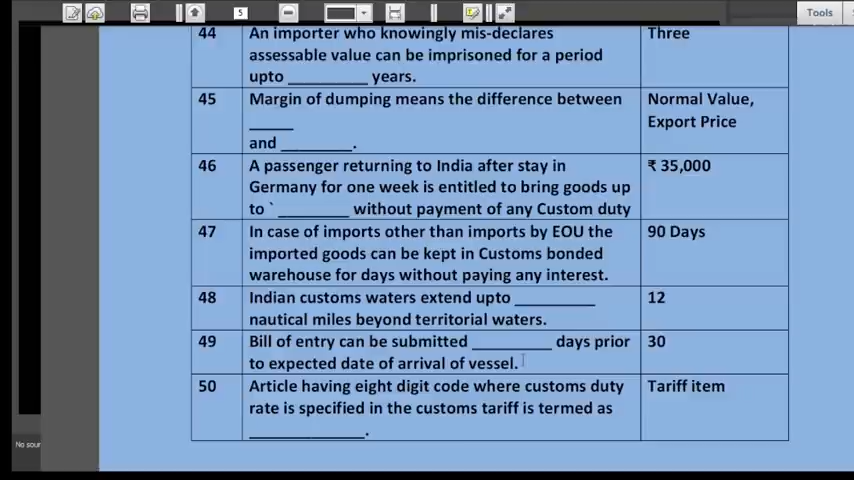 5
Tools
44 An importer who knowingly mis-declares Three
assessable value can be imprisoned for a period
upto _________ years.
45 Margin of dumping means the difference between Normal Value,
_____ Export Price
and ________.
46 A passenger returning to India after stay in ₹ 35,000
Germany for one week is entitled to bring goods up
to ` ________ without payment of any Custom duty
47 In case of imports other than imports by EOU the 90 Days
imported goods can be kept in Customs bonded
warehouse for days without paying any interest.
48 Indian customs waters extend upto _________ 12
nautical miles beyond territorial waters.
49 Bill of entry can be submitted _________ days prior 30
to expected date of arrival of vessel.
50 Article having eight digit code where customs duty Tariff item
rate is specified in the customs tariff is termed as
_____________.
No sour